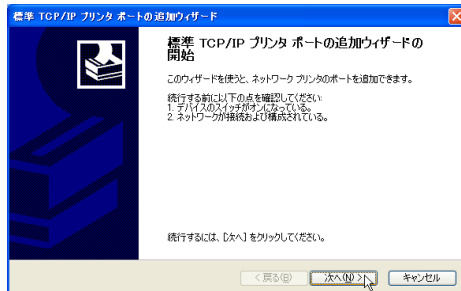 標準 TCP/IP プリンタ ポートの追加ウィザード
標準 TCP/IP プリンタ ポートの追加ウィザードの
開始
このウィザードを使うと、ネットワーク プリンタのポートを追加できます。
続行する前に以下の点を確認してください:
1. デバイスのスイッチがオンになっている。
2. ネットワークが接続および構成されている。
続行するには、[次へ] をクリックしてください。
< 戻る(B)
次へ(N) >
キャンセル